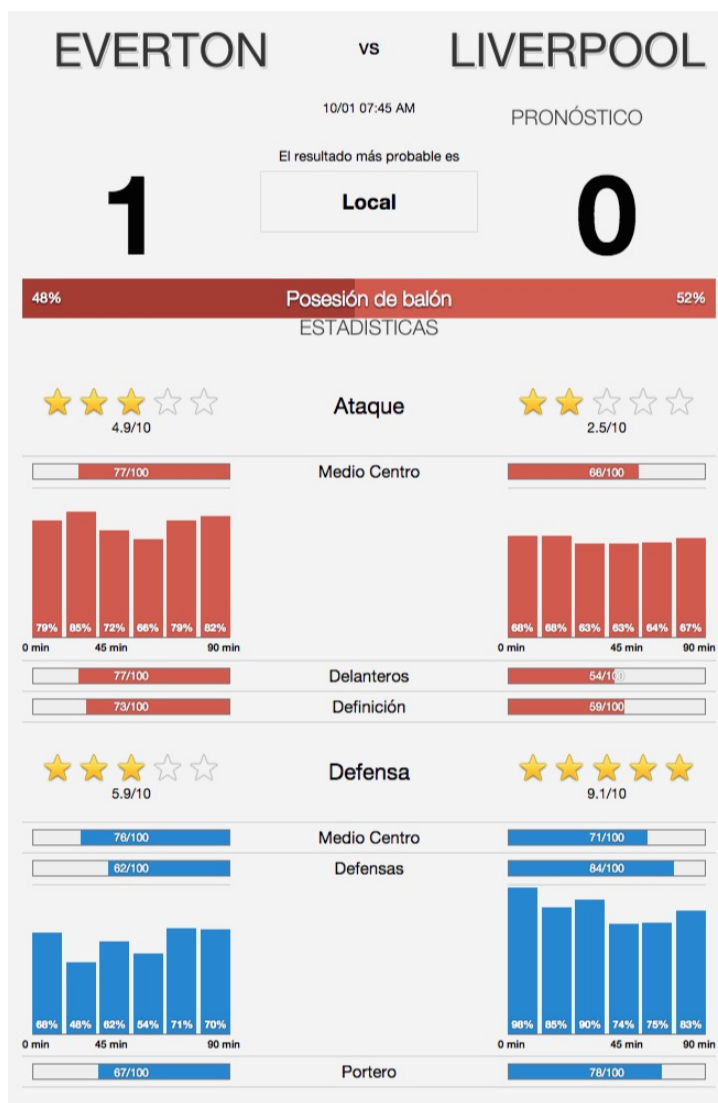 EVERTON vs LIVERPOOL
10/01 07:45 AM
PRONÓSTICO
El resultado más probable es
1 Local 0
48% Posesión de balón 52%
ESTADISTICAS
Ataque
4.9/10 2.5/10
77/100 Medio Centro 66/100
79% 85% 72% 66% 79% 82% 68% 68% 63% 63% 64% 67%
0 min 45 min 90 min 0 min 45 min 90 min
77/100 Delanteros 54/100
73/100 Definición 59/100
Defensa
5.9/10 9.1/10
76/100 Medio Centro 71/100
62/100 Defensas 84/100
68% 48% 62% 54% 71% 70% 98% 85% 90% 74% 75% 83%
0 min 45 min 90 min 0 min 45 min 90 min
67/100 Portero 78/100